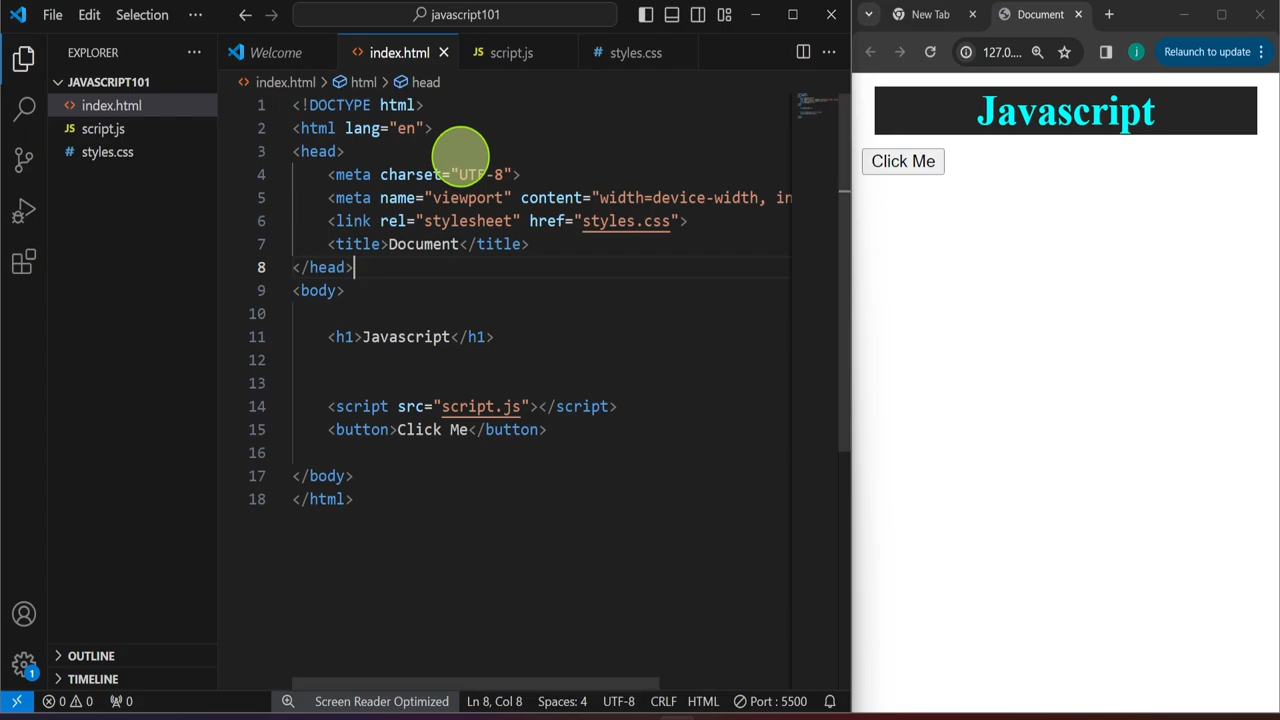 File Edit Selection ··· javascript101
EXPLORER ···
JAVASCRIPT101
index.html
script.js
styles.css
OUTLINE
TIMELINE
Welcome index.html script.js styles.css ···
index.html > html > head
1 <!DOCTYPE html>
2 <html lang="en">
3 <head>
4 <meta charset="UTF-8">
5 <meta name="viewport" content="width=device-width, in
6 <link rel="stylesheet" href="styles.css">
7 <title>Document</title>
8 </head>
9 <body>
10
11 <h1>Javascript</h1>
12
13
14 <script src="script.js"></script>
15 <button>Click Me</button>
16
17 </body>
18 </html>
1
0 0 0 Screen Reader Optimized Ln 8, Col 8 Spaces: 4 UTF-8 CRLF HTML Port : 5500
New Tab Document
127.0.... i Relaunch to update
Javascript
Click Me